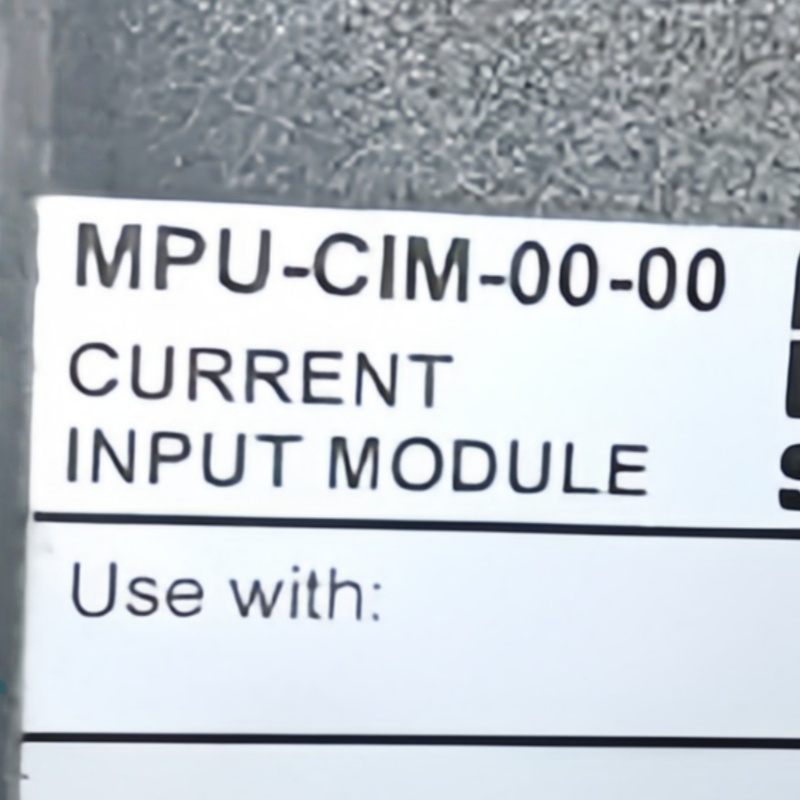 MPU-CIM-00-00
CURRENT
INPUT MODULE
Use with: